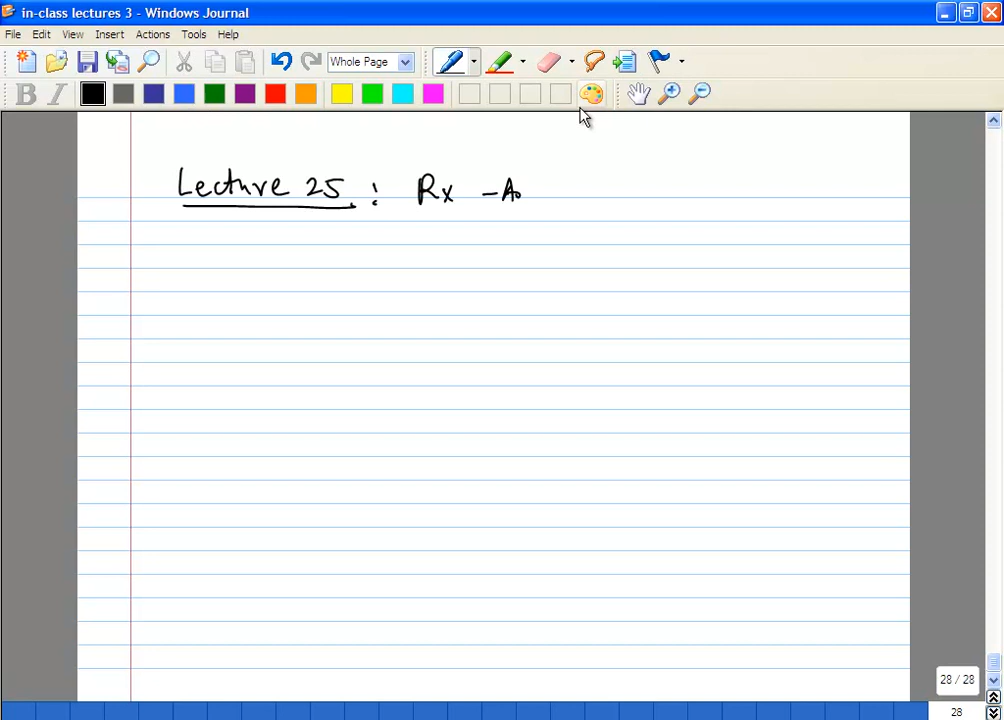 in-class lectures 3 - Windows Journal
File Edit View Insert Actions Tools Help
Whole Page
B I
Lecture 25 : Rx
28 / 28
28